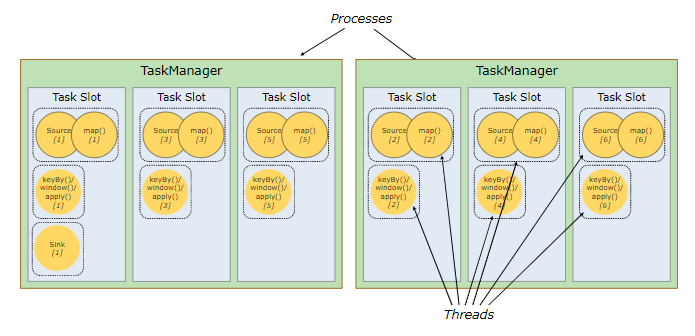 Processes
TaskManager
Task Slot
Source
[1]
map()
[1]
keyBy()/
window()/
apply()
[1]
Sink
[1]
Task Slot
Source
[3]
map()
[3]
keyBy()/
window()/
apply()
[3]
Task Slot
Source
[5]
map()
[5]
keyBy()/
window()/
apply()
[5]
TaskManager
Task Slot
Source
[2]
map()
[2]
keyBy()/
window()/
apply()
[2]
Task Slot
Source
[4]
map()
[4]
keyBy()/
window()/
apply()
[4]
Task Slot
Source
[6]
map()
[6]
keyBy()/
window()/
apply()
[6]
Threads